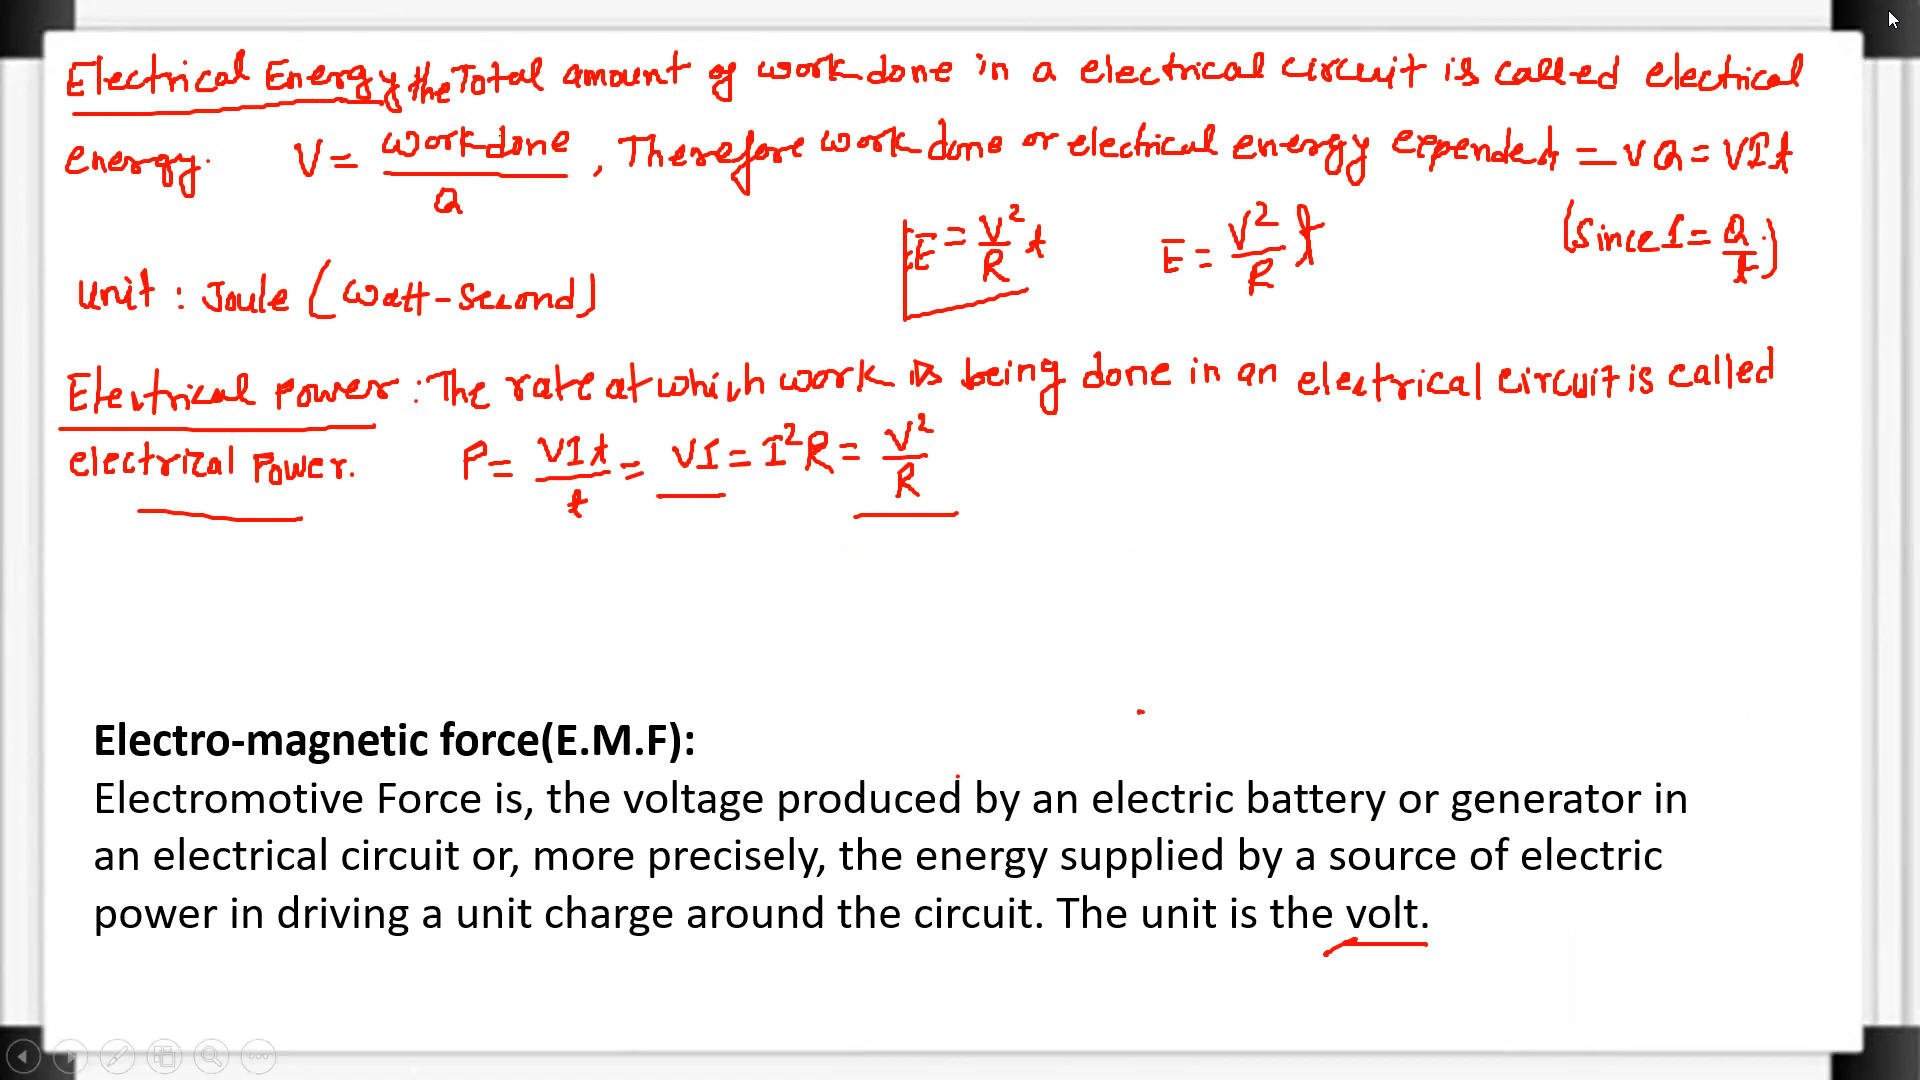 Electrical Energy the Total amount of work done in a electrical circuit is called electrical
energy. V = work done / Q , Therefore work done or electrical energy expended = VQ = VIt
E = V²/R t E = V²/R t (Since I = Q/t.)
Unit : Joule (Watt-Second)
Electrical power : The rate at which work is being done in an electrical circuit is called
electrical Power. P = VIt/t = VI = I²R = V²/R
Electro-magnetic force(E.M.F):
Electromotive Force is, the voltage produced by an electric battery or generator in
an electrical circuit or, more precisely, the energy supplied by a source of electric
power in driving a unit charge around the circuit. The unit is the volt.